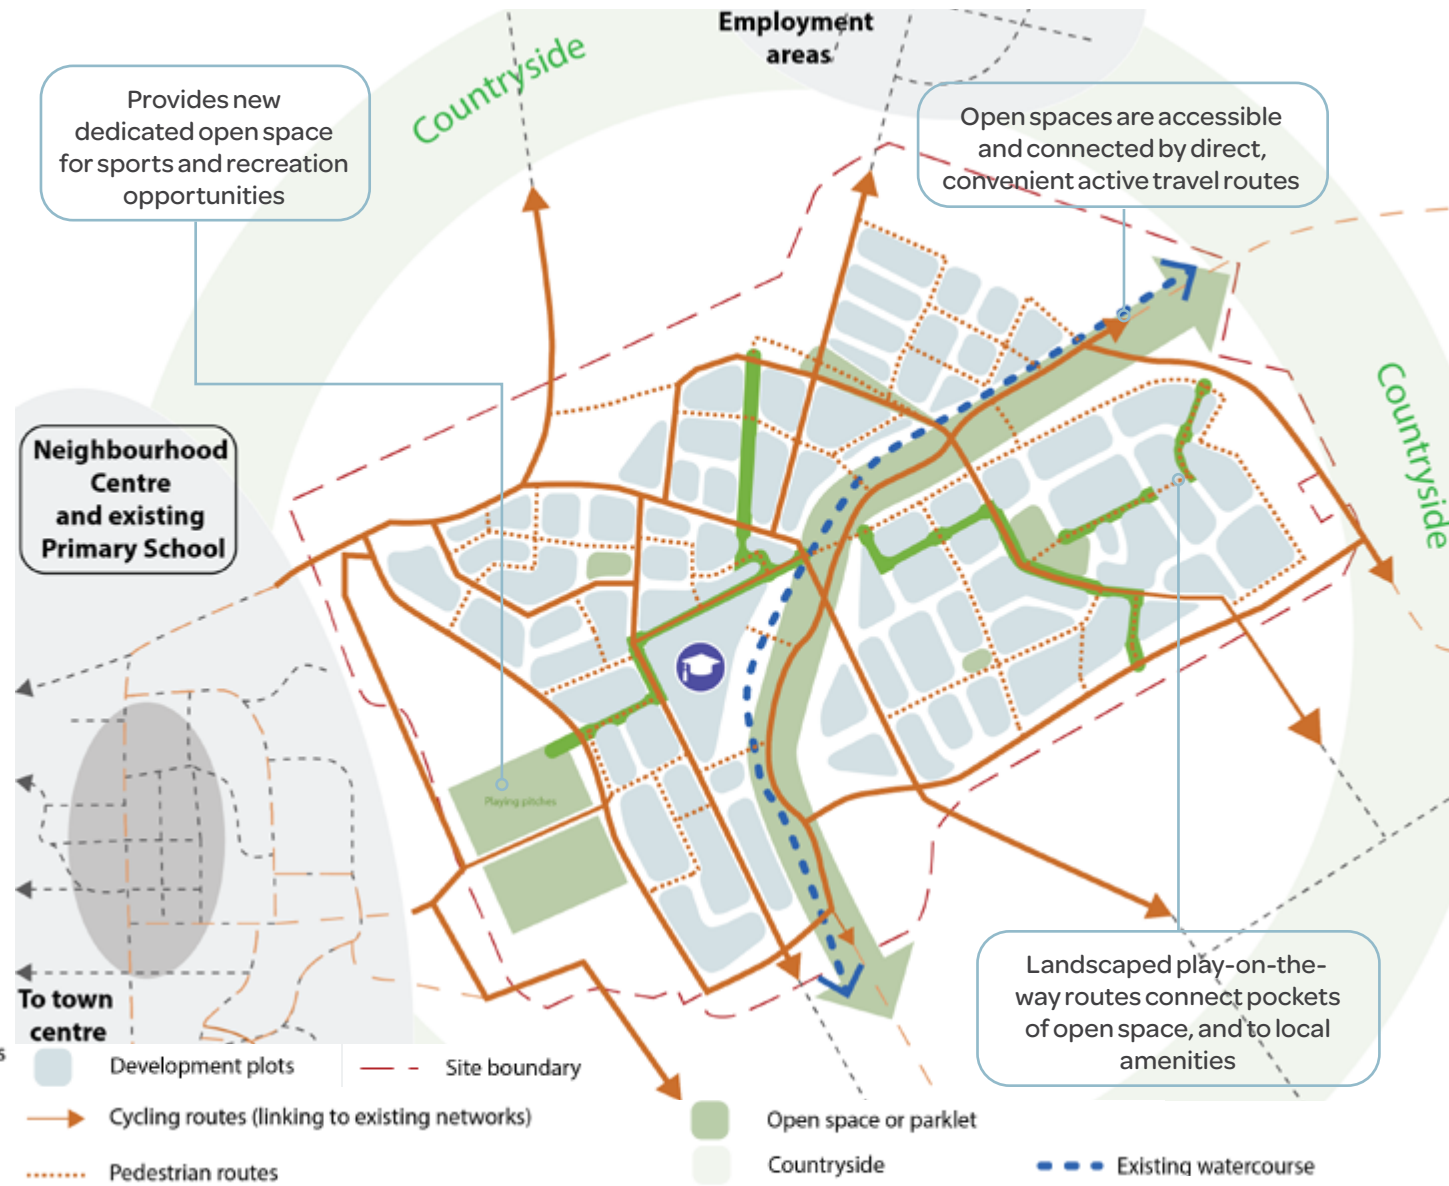 Employment
areas
Countryside
Provides new
dedicated open space
for sports and recreation
opportunities
Open spaces are accessible
and connected by direct,
convenient active travel routes
Countryside
Neighbourhood
Centre
and existing
Primary School
Playing pitches
Landscaped play-on-the-
way routes connect pockets
of open space, and to local
amenities
To town
centre
s
Development plots
Site boundary
Cycling routes (linking to existing networks)
Open space or parklet
Pedestrian routes
Countryside
Existing watercourse